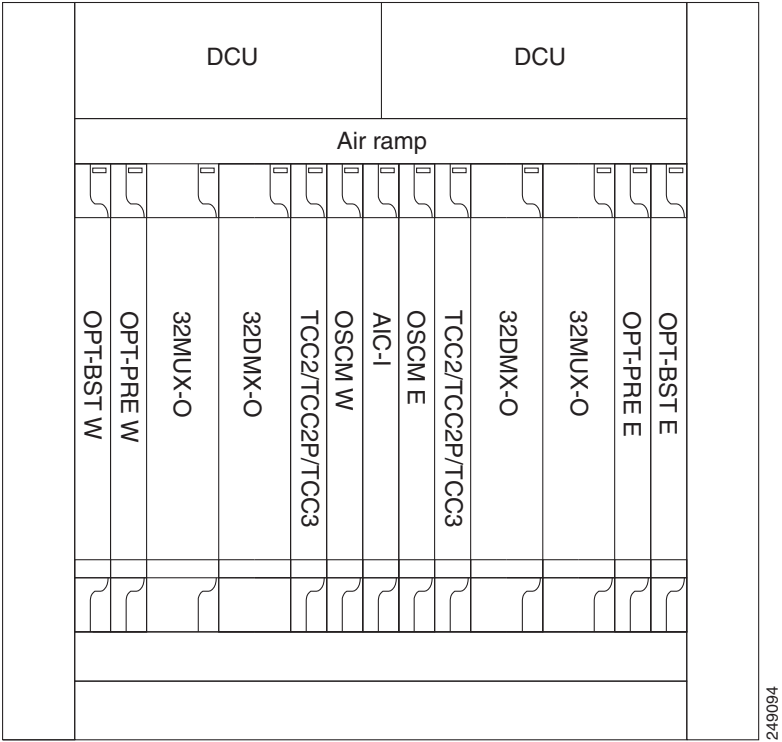 DCU
DCU
Air ramp
OPT-BST W
OPT-PRE W
32MUX-O
32DMX-O
TCC2/TCC2P/TCC3
OSCM W
AIC-I
OSCM E
TCC2/TCC2P/TCC3
32DMX-O
32MUX-O
OPT-PRE E
OPT-BST E
249094